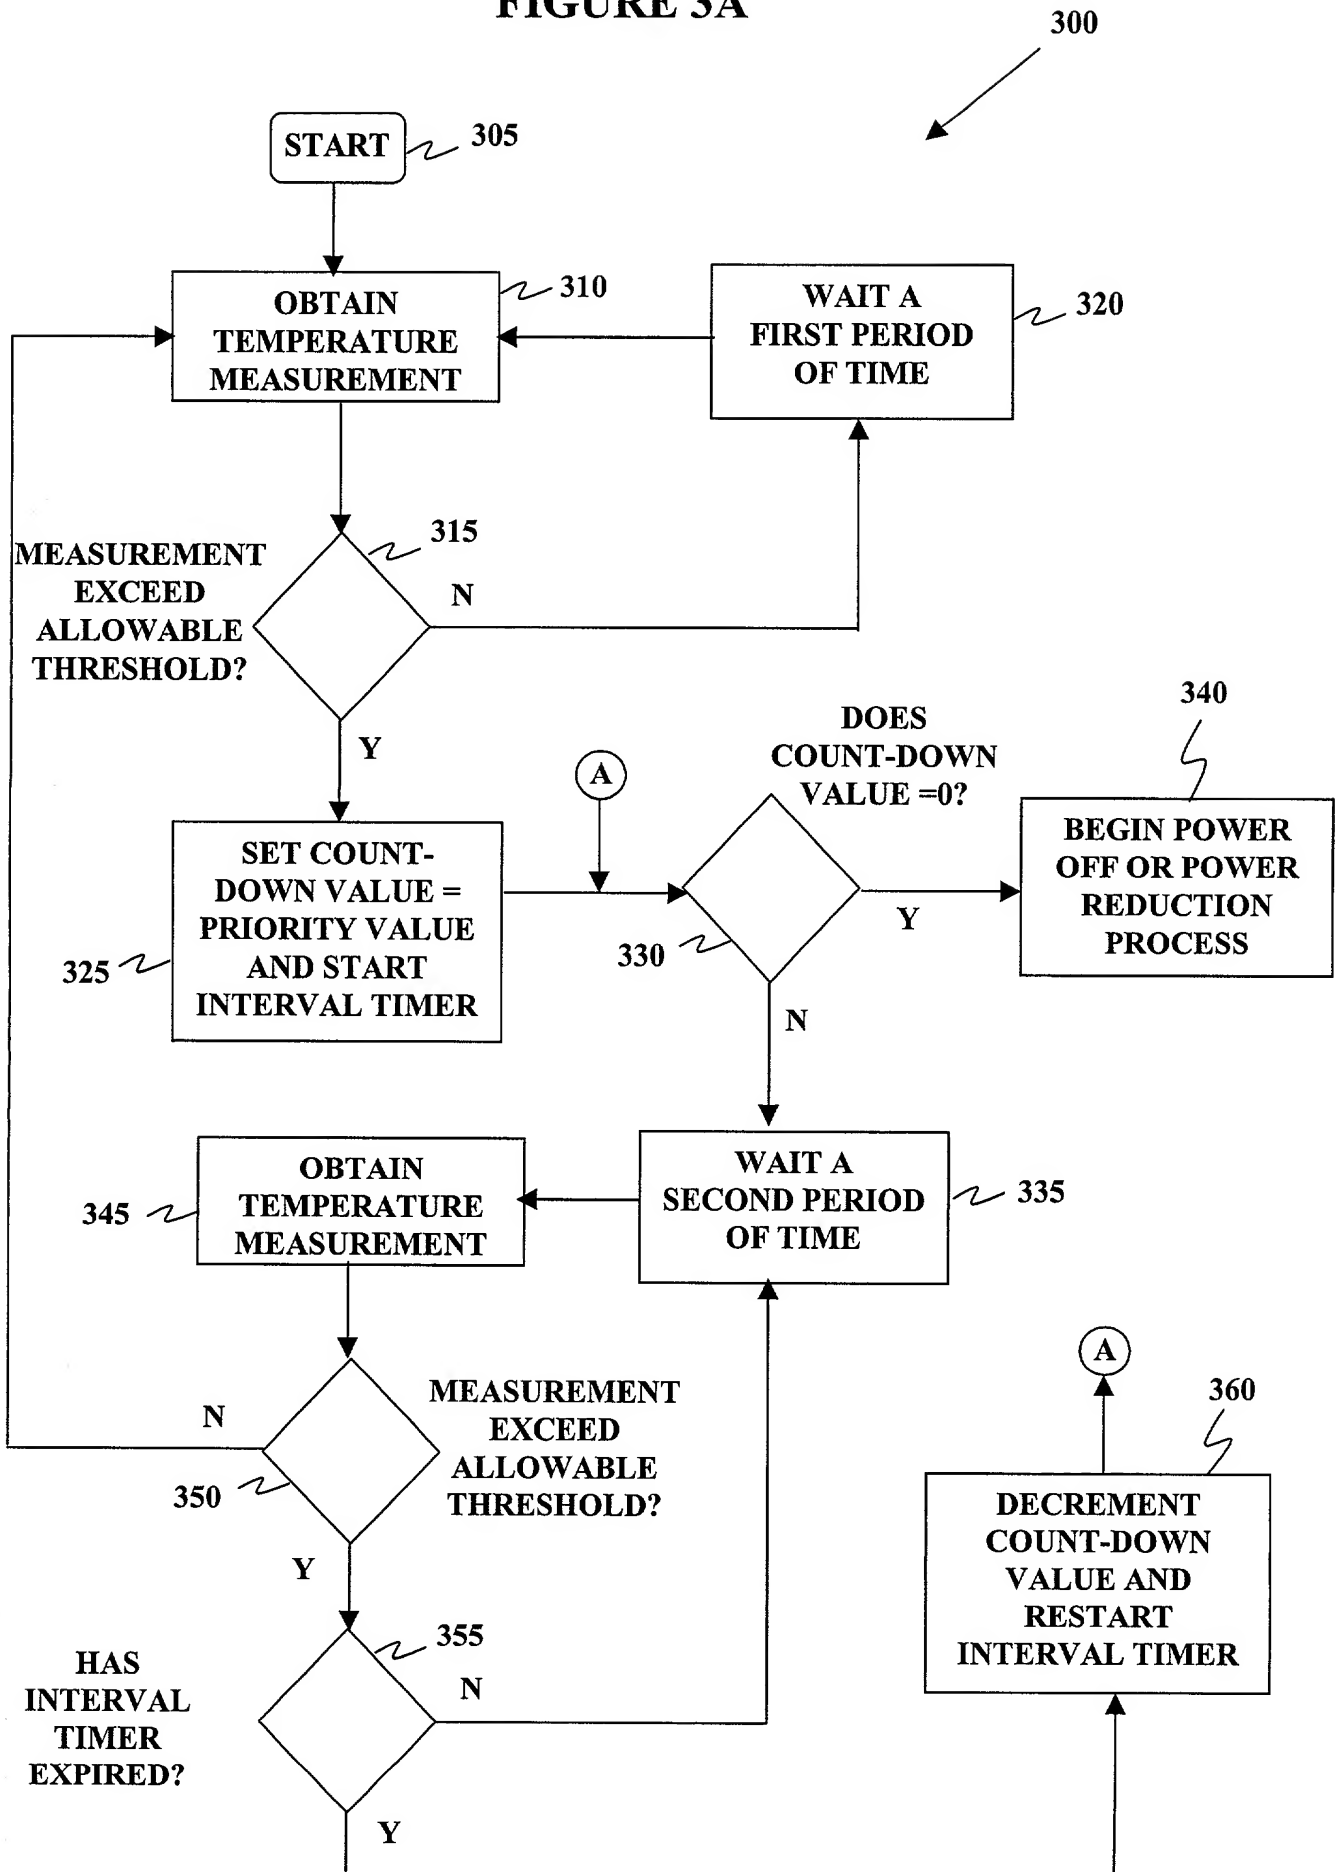 FIGURE 3A
300
START
305
OBTAIN
TEMPERATURE
MEASUREMENT
310
WAIT A
FIRST PERIOD
OF TIME
320
315
MEASUREMENT
EXCEED
ALLOWABLE
THRESHOLD?
N
Y
A
DOES
COUNT-DOWN
VALUE =0?
340
SET COUNT-
DOWN VALUE =
PRIORITY VALUE
AND START
INTERVAL TIMER
325
330
Y
N
BEGIN POWER
OFF OR POWER
REDUCTION
PROCESS
OBTAIN
TEMPERATURE
MEASUREMENT
345
WAIT A
SECOND PERIOD
OF TIME
335
N
350
MEASUREMENT
EXCEED
ALLOWABLE
THRESHOLD?
Y
A
360
DECREMENT
COUNT-DOWN
VALUE AND
RESTART
INTERVAL TIMER
355
HAS
INTERVAL
TIMER
EXPIRED?
N
Y